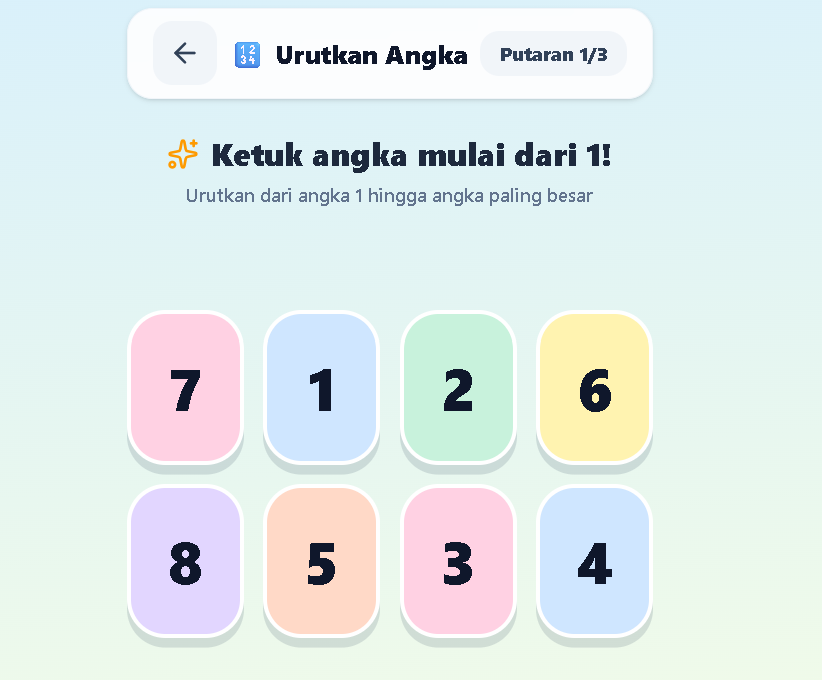 Urutkan Angka
Putaran 1/3
Ketuk angka mulai dari 1!
Urutkan dari angka 1 hingga angka paling besar
7 1 2 6
8 5 3 4